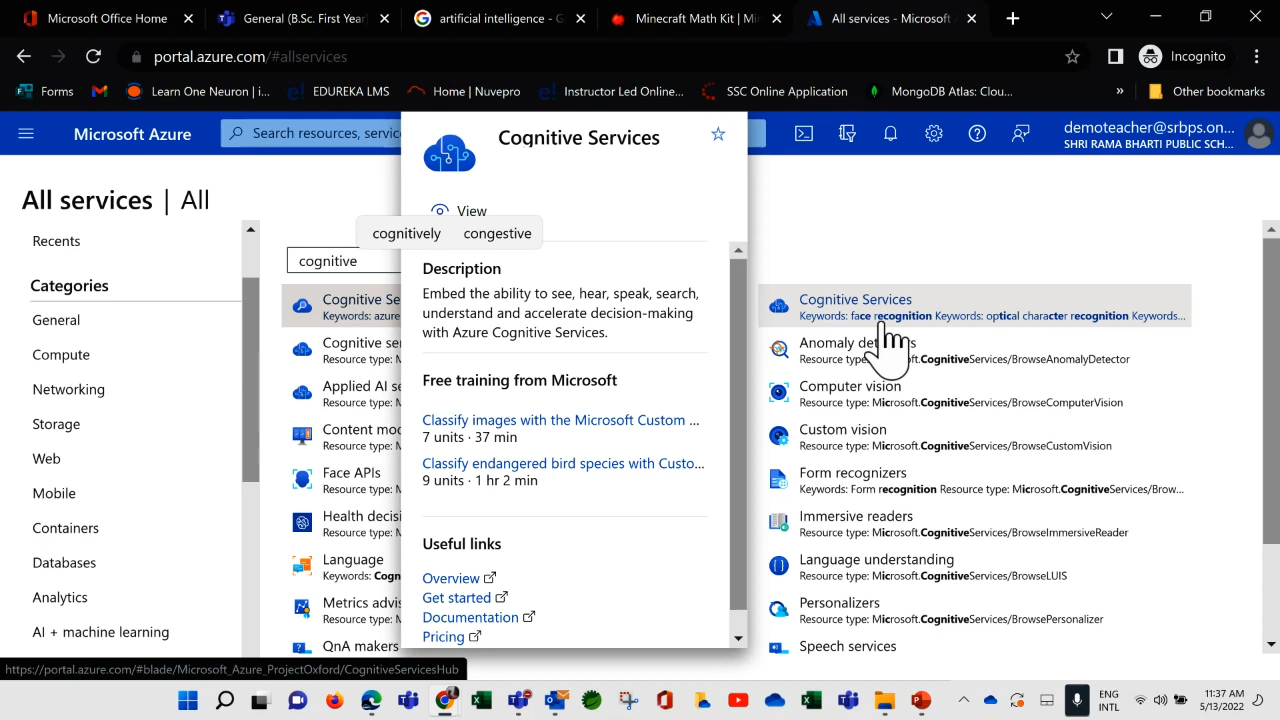 Microsoft Office Home
General (B.Sc. First Year
artificial intelligence - G
Minecraft Math Kit | Min
All services - Microsoft A
portal.azure.com/#allservices
Incognito
Forms
Learn One Neuron | i...
EDUREKA LMS
Home | Nuvepro
Instructor Led Online...
SSC Online Application
MongoDB Atlas: Clou...
»
Other bookmarks
Microsoft Azure
Search resources, service
demoteacher@srbps.on...
SHRI RAMA BHARTI PUBLIC SCH...
All services | All
Recents
Categories
General
Compute
Networking
Storage
Web
Mobile
Containers
Databases
Analytics
AI + machine learning
cognitive
Cognitive Se
Keywords: azure
Cognitive ser
Resource type: M
Applied AI se
Resource type: M
Content mod
Resource type: M
Face APIs
Resource type: M
Health decisi
Resource type: M
Language
Keywords: Cogn
Metrics advis
Resource type: M
QnA makers
Cognitive Services
View
cognitively congestive
Description
Embed the ability to see, hear, speak, search,
understand and accelerate decision-making
with Azure Cognitive Services.
Free training from Microsoft
Classify images with the Microsoft Custom ...
7 units · 37 min
Classify endangered bird species with Custo...
9 units · 1 hr 2 min
Useful links
Overview
Get started
Documentation
Pricing
Cognitive Services
Keywords: face recognition Keywords: optical character recognition Keywords...
Anomaly
Resource type: Microsoft.CognitiveServices/BrowseAnomalyDetector
Computer vision
Resource type: Microsoft.CognitiveServices/BrowseComputerVision
Custom vision
Resource type: Microsoft.CognitiveServices/BrowseCustomVision
Form recognizers
Keywords: Form recognition Resource type: Microsoft.CognitiveServices/Brow...
Immersive readers
Resource type: Microsoft.CognitiveServices/BrowseImmersiveReader
Language understanding
Resource type: Microsoft.CognitiveServices/BrowseLUIS
Personalizers
Resource type: Microsoft.CognitiveServices/BrowsePersonalizer
Speech services
https://portal.azure.com/#blade/Microsoft_Azure_ProjectOxford/CognitiveServicesHub
ENG
INTL
11:37 AM
5/13/2022